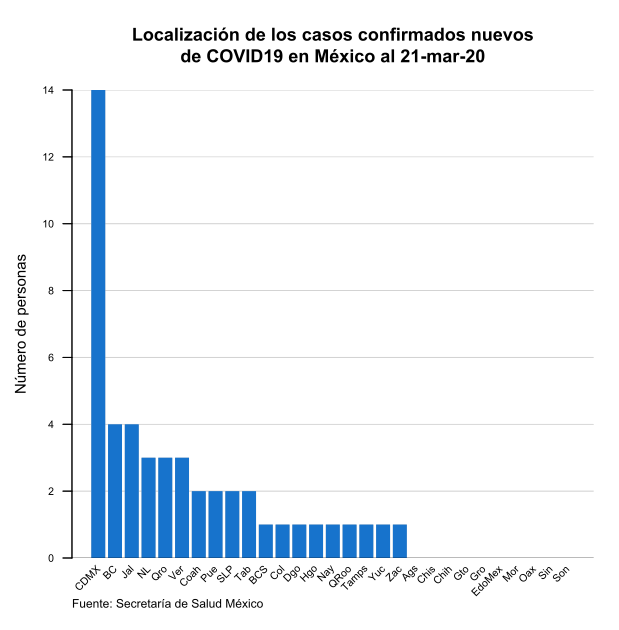 Localización de los casos confirmados nuevos
de COVID19 en México al 21-mar-20
Número de personas
14
12
10
8
6
4
2
0
CDMX BC Jal NL Qro Ver Coah Pue SLP Tab BCS Col Dgo Hgo Nay QRoo Tamps Yuc Zac Ags Chis Chih Gto Gro EdoMex Mor Oax Sin Son
Fuente: Secretaría de Salud México